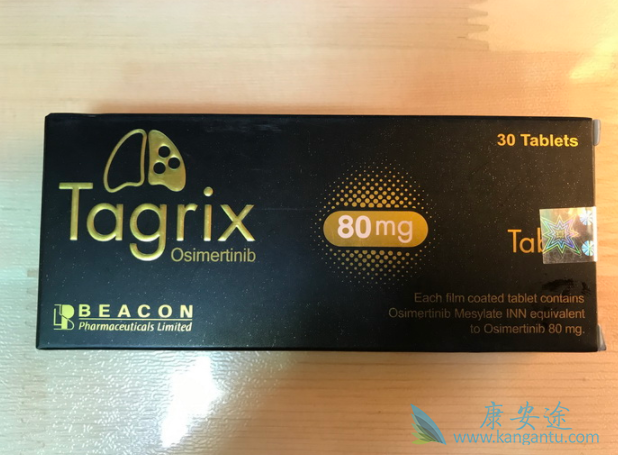 30 Tablets
Tagrix
Osimertinib
80mg
BEACON
Pharmaceuticals Limited
Each film coated tablet contains
Osimertinib Mesylate INN equivalent
to Osimertinib 80 mg.
康安途
www.kangantu.com